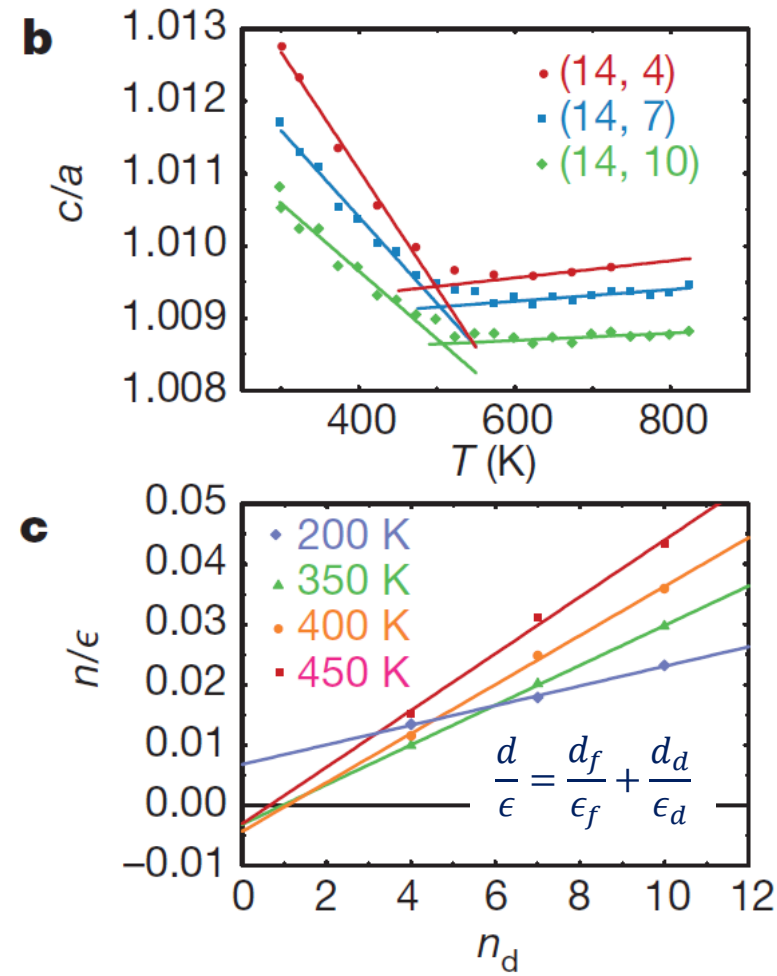 b
1.013
1.012
1.011
1.010
1.009
1.008
c/a
(14, 4)
(14, 7)
(14, 10)
400
600
800
T (K)
c
0.05
0.04
0.03
0.02
0.01
0.00
−0.01
n/ϵ
200 K
350 K
400 K
450 K
d/ϵ = d_f/ϵ_f + d_d/ϵ_d
0 2 4 6 8 10 12
n_d